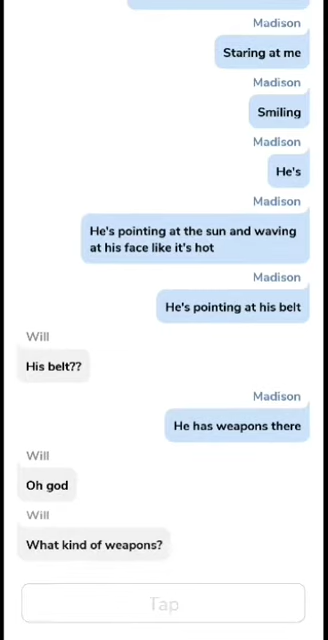 Madison
Staring at me
Madison
Smiling
Madison
He's
Madison
He's pointing at the sun and waving
at his face like it's hot
Madison
He's pointing at his belt
Will
His belt??
Madison
He has weapons there
Will
Oh god
Will
What kind of weapons?
Tap